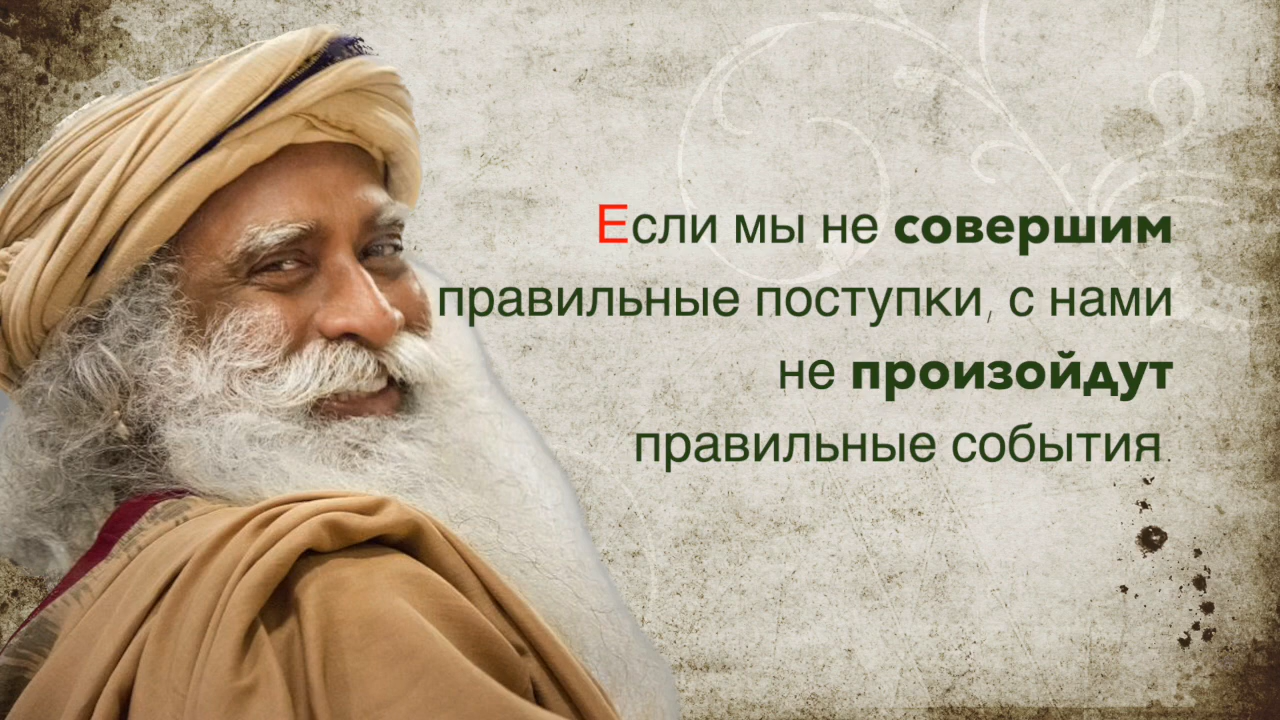 Если мы не совершим
правильные поступки, с нами
не произойдут
правильные события.